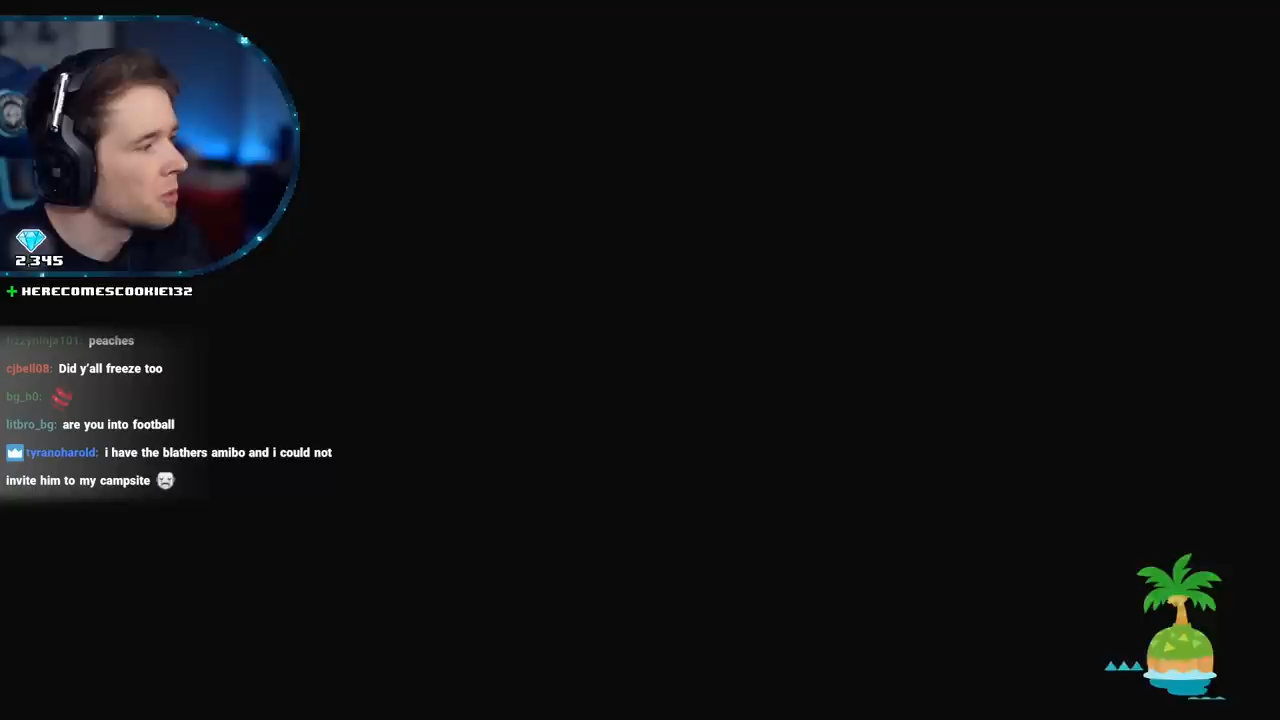 2,345
+ HERECOMESCOOKIE132
peaches
cjbell08: Did y'all freeze too
bg_b0:
litbro_bg: are you into football
tyranoharold: i have the blathers amibo and i could not
invite him to my campsite